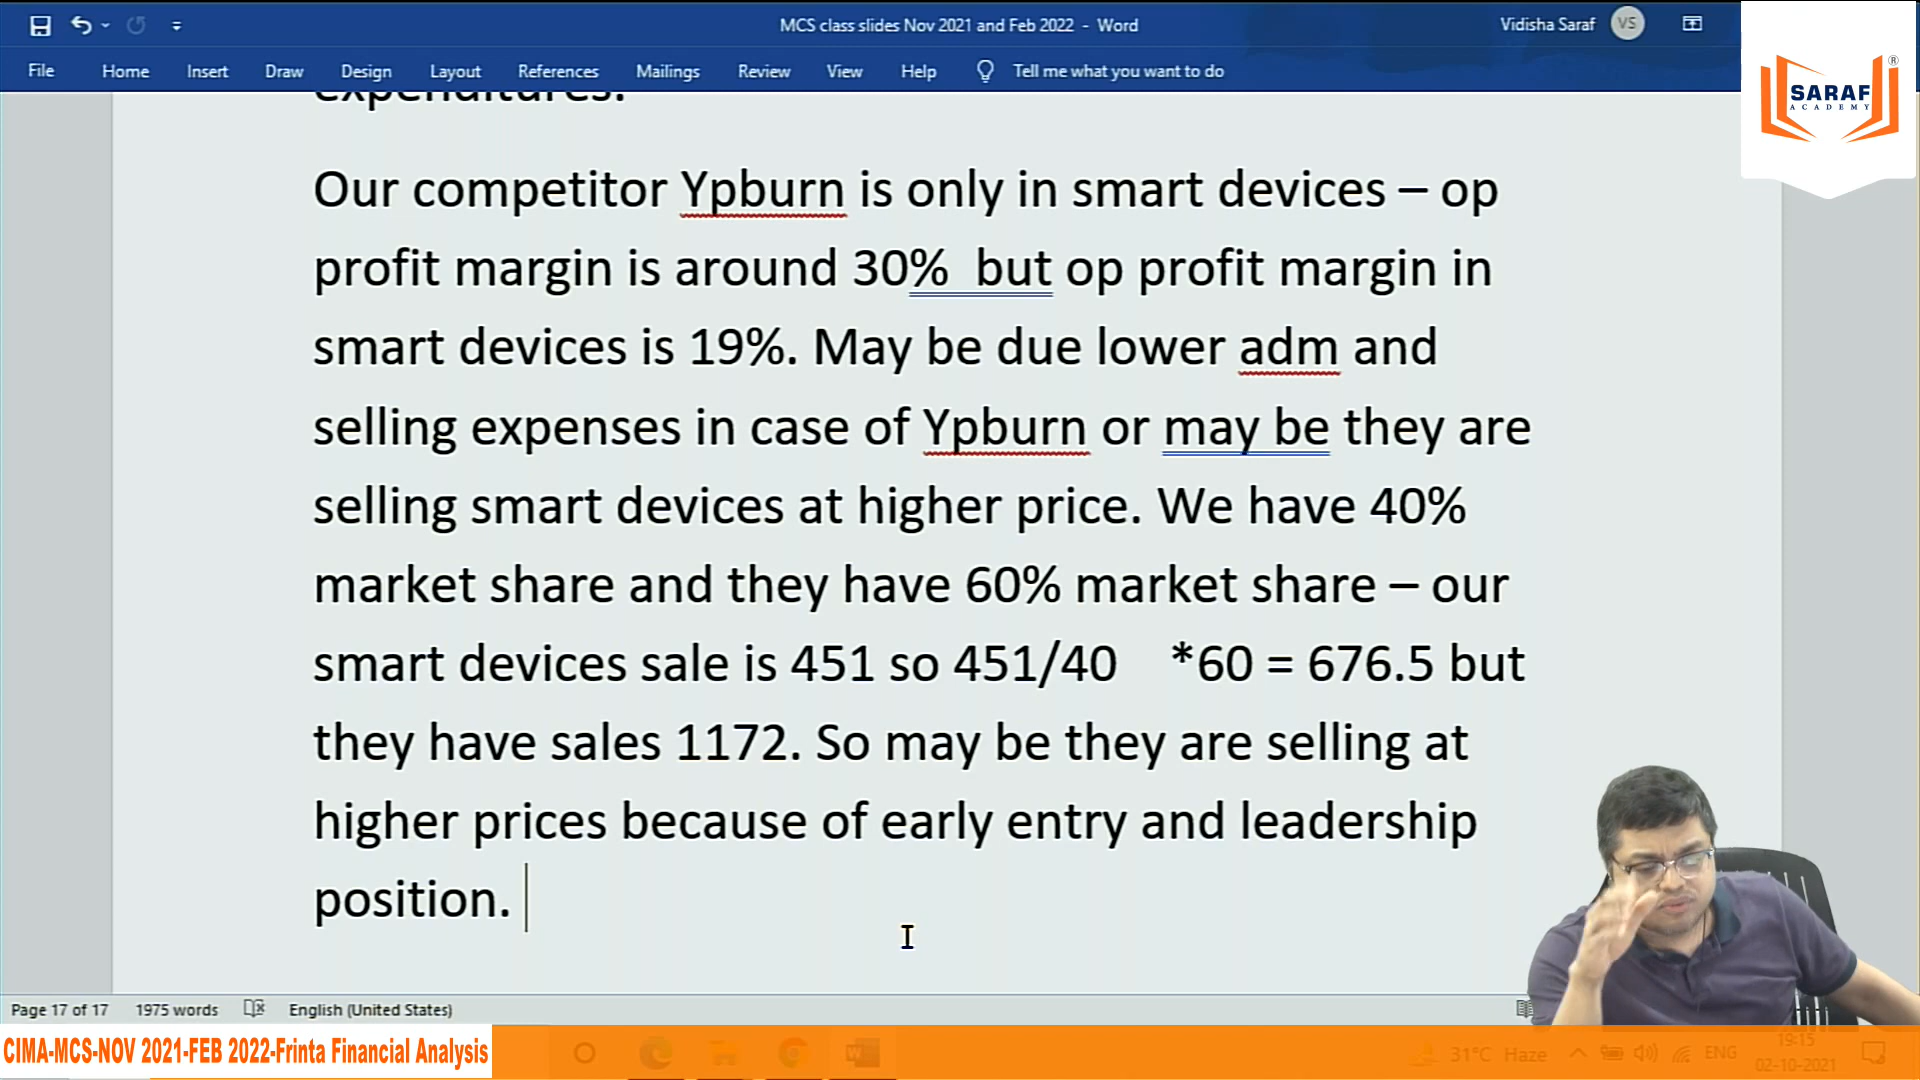 MCS class slides Nov 2021 and Feb 2022 - Word
Vidisha Saraf
VS
File Home Insert Draw Design Layout References Mailings Review View Help Tell me what you want to do
SARAF
ACADEMY
®
expenditures.
Our competitor Ypburn is only in smart devices – op
profit margin is around 30%  but op profit margin in
smart devices is 19%. May be due lower adm and
selling expenses in case of Ypburn or may be they are
selling smart devices at higher price. We have 40%
market share and they have 60% market share – our
smart devices sale is 451 so 451/40    *60 = 676.5 but
they have sales 1172. So may be they are selling at
higher prices because of early entry and leadership
position.
Page 17 of 17 1975 words English (United States)
CIMA-MCS-NOV 2021-FEB 2022-Frinta Financial Analysis
31°C Haze ENG
19:15
02-10-2021